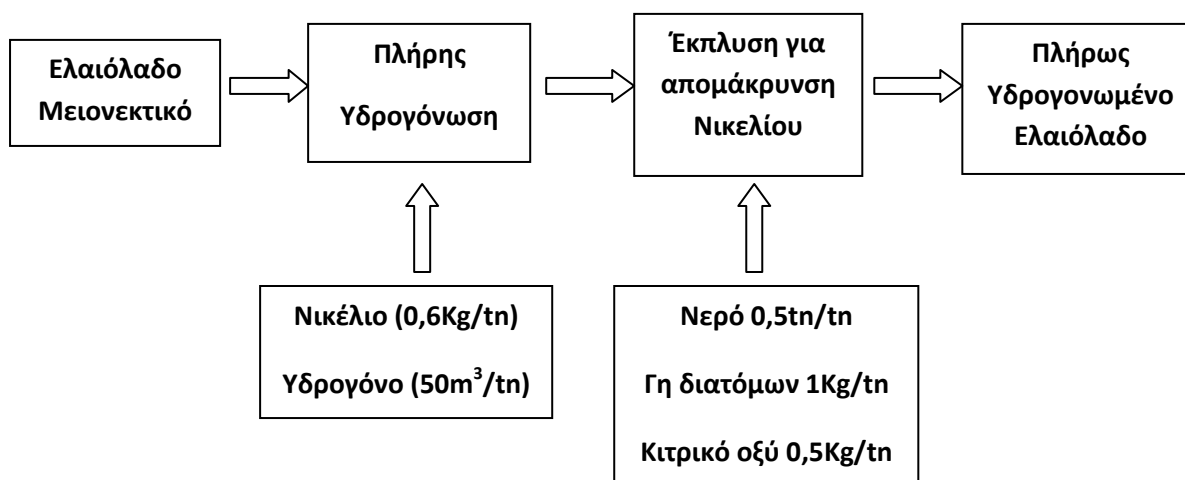 Ελαιόλαδο
Μειονεκτικό
Πλήρης
Υδρογόνωση
Έκπλυση για
απομάκρυνση
Νικελίου
Πλήρως
Υδρογονωμένο
Ελαιόλαδο
Νικέλιο (0,6Kg/tn)
Υδρογόνο (50m³/tn)
Νερό 0,5tn/tn
Γη διατόμων 1Kg/tn
Κιτρικό οξύ 0,5Kg/tn